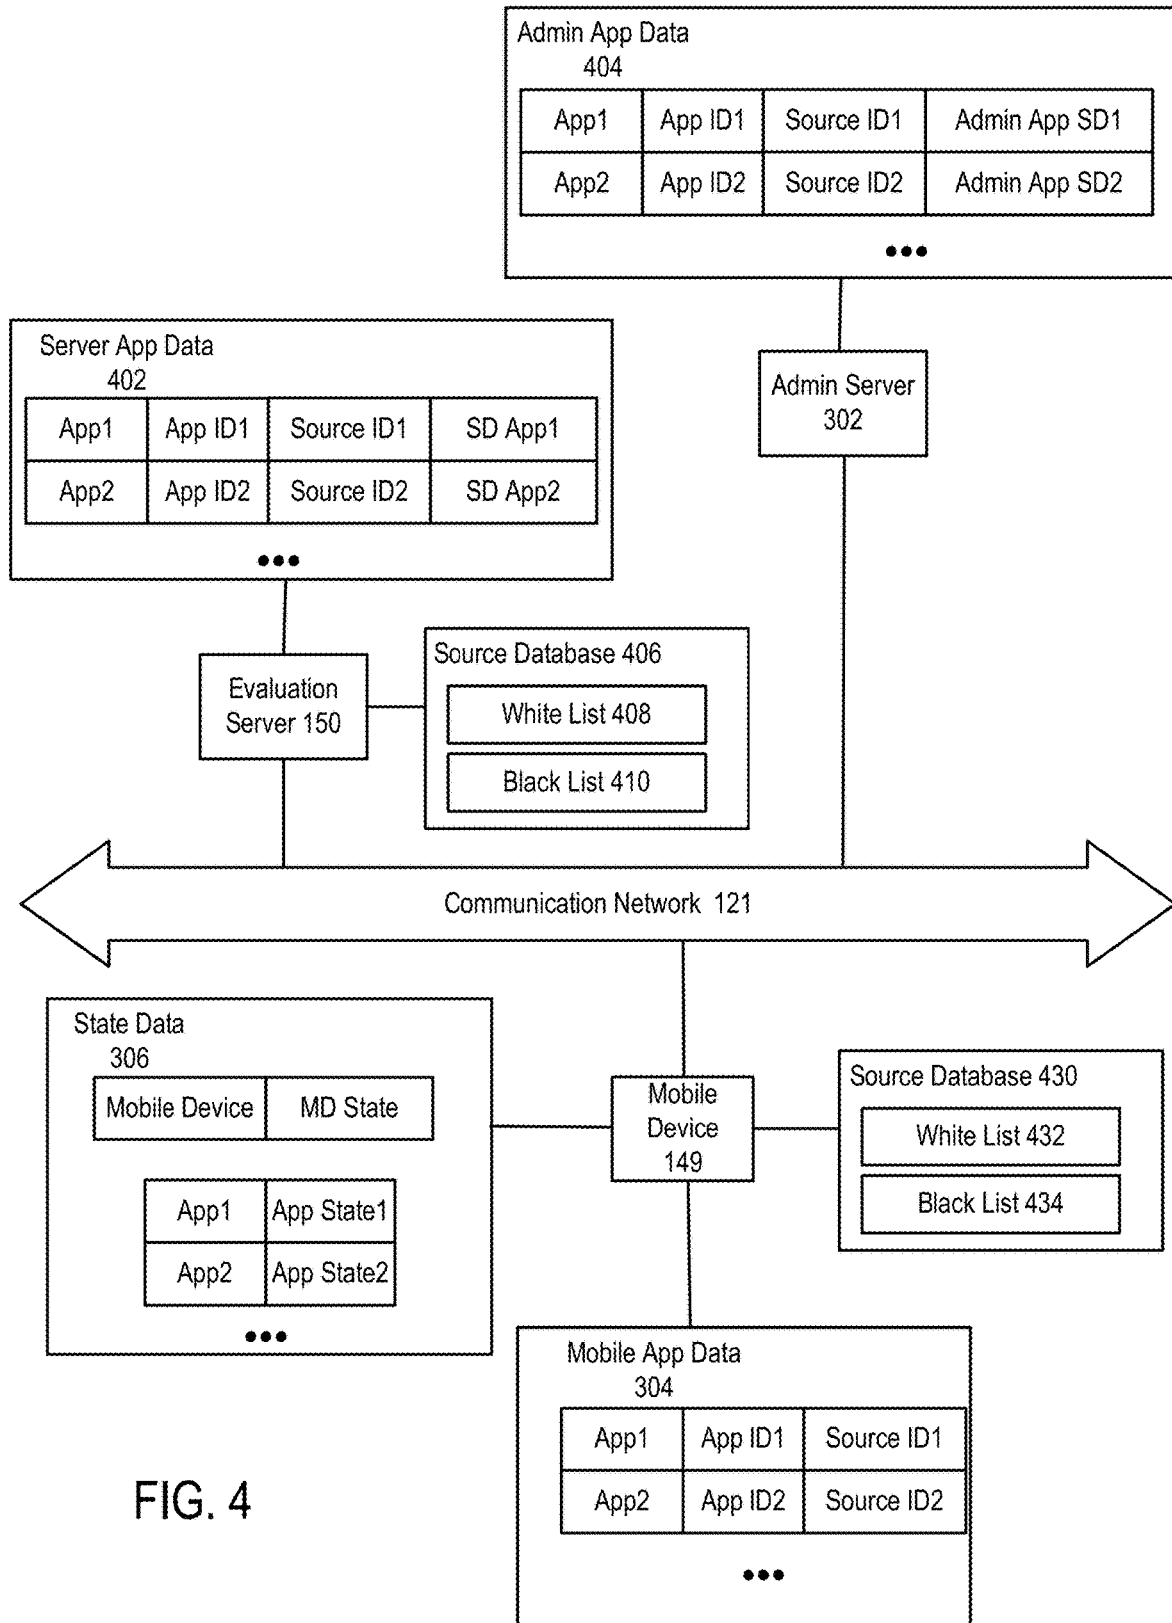 Admin App Data
404
App1 App ID1 Source ID1 Admin App SD1
App2 App ID2 Source ID2 Admin App SD2
•••
Server App Data
402
App1 App ID1 Source ID1 SD App1
App2 App ID2 Source ID2 SD App2
•••
Admin Server
302
Evaluation
Server 150
Source Database 406
White List 408
Black List 410
Communication Network 121
State Data
306
Mobile Device MD State
App1 App State1
App2 App State2
•••
Mobile
Device
149
Source Database 430
White List 432
Black List 434
Mobile App Data
304
App1 App ID1 Source ID1
App2 App ID2 Source ID2
•••
FIG. 4